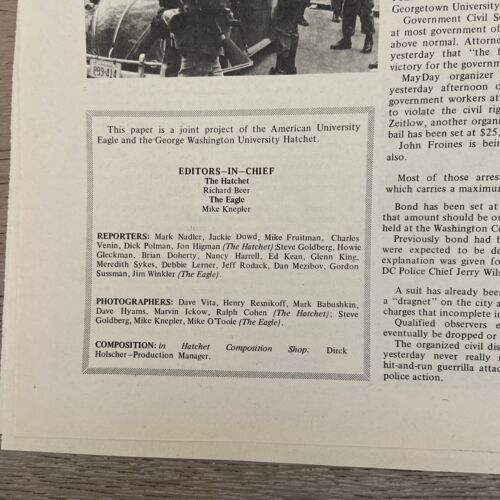 293-414
This paper is a joint project of the American University
Eagle and the George Washington University Hatchet.
EDITORS—IN—CHIEF
The Hatchet
Richard Beer
The Eagle
Mike Knepler
REPORTERS: Mark Nadler, Jackie Dowd, Mike Fruitman, Charles
Venin, Dick Polman, Jon Higman (The Hatchet);Steve Goldberg, Howie
Gleckman, Brian Doherty, Nancy Harrell, Ed Kean, Glenn King,
Meredith Sykes, Debbie Lerner, Jeff Rodack, Dan Mezibov, Gordon
Sussman, Jim Winkler (The Eagle).
PHOTOGRAPHERS: Dave Vita, Henry Resnikoff, Mark Babushkin,
Dave Hyams, Marvin Ickow, Ralph Cohen (The Hatchet); Steve
Goldberg, Mike Knepler, Mike O'Toole (The Eagle).
COMPOSITION: in Hatchet Composition Shop: Dirck
Holscher—Production Manager.
Georgetown University
Government Civil
at most government of
above normal. Attorne
yesterday that "the
victory for the governm
MayDay organizer
yesterday afternoon
government workers at
to violate the civil rig
Zeitlow, another organi
bail has been set at $25,
John Froines is bein
also.
Most of those arres
which carries a maximu
Bond has been set at
that amount should be ou
held at the Washington Co
Previously bond had b
were expected to be de
explanation was given fo
DC Police Chief Jerry Wils
A suit has already bee
a "dragnet" on the city a
charges that incomplete in
Qualified observers e
eventually be dropped or
The organized civil dis
yesterday never really
hit-and-run guerrilla attac
police action.